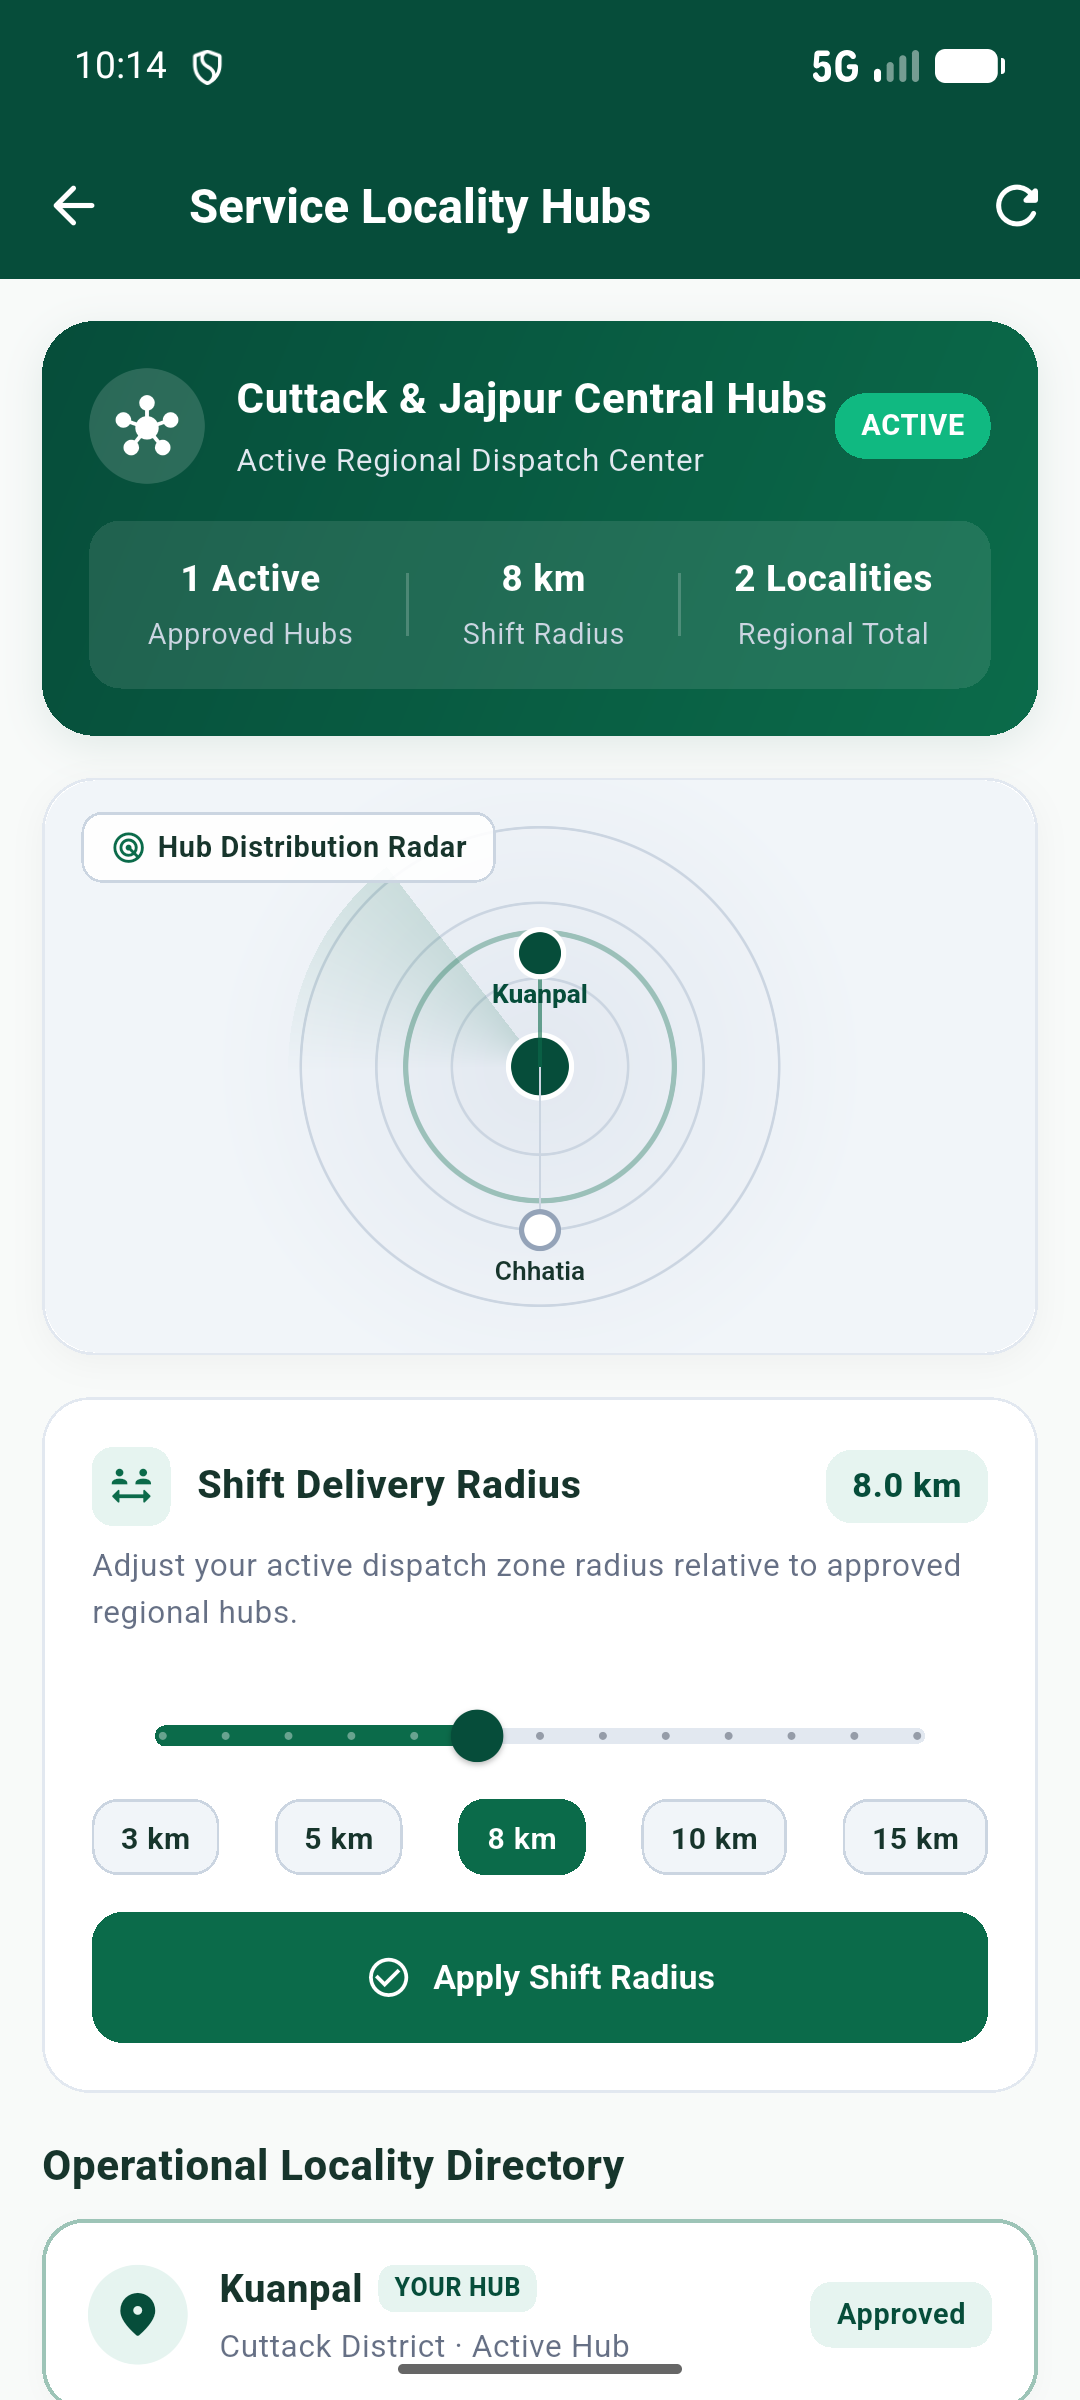 10:14
5G
Service Locality Hubs
Cuttack & Jajpur Central Hubs
ACTIVE
Active Regional Dispatch Center
1 Active
8 km
2 Localities
Approved Hubs
Shift Radius
Regional Total
Hub Distribution Radar
Kuanpal
Chhatia
Shift Delivery Radius
8.0 km
Adjust your active dispatch zone radius relative to approved
regional hubs.
3 km
5 km
8 km
10 km
15 km
Apply Shift Radius
Operational Locality Directory
Kuanpal
YOUR HUB
Approved
Cuttack District · Active Hub